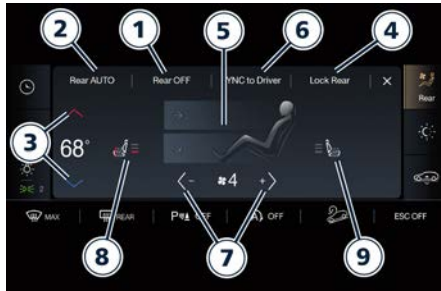 2 1 6 4
5
Rear AUTO Rear OFF YNC to Driver Lock Rear ×
Rear
3 68°
< - 4 + >
8 7 9
MAX REAR P OFF OFF ESC OFF